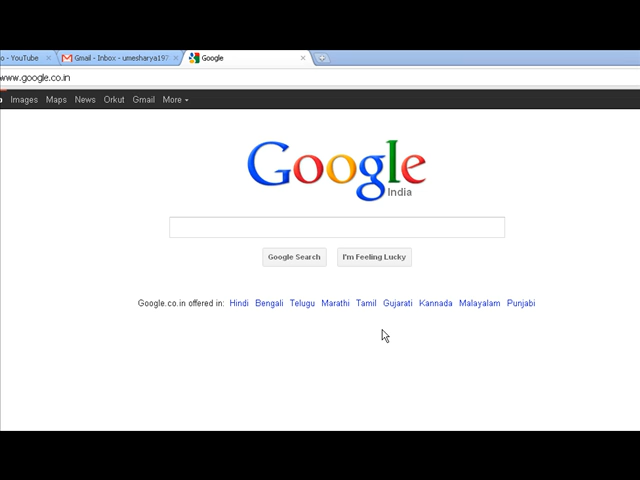 o - YouTube
Gmail - Inbox - umesharya197
Google
www.google.co.in
Images Maps News Orkut Gmail More
Google
India
Google Search I'm Feeling Lucky
Google.co.in offered in: Hindi Bengali Telugu Marathi Tamil Gujarati Kannada Malayalam Punjabi